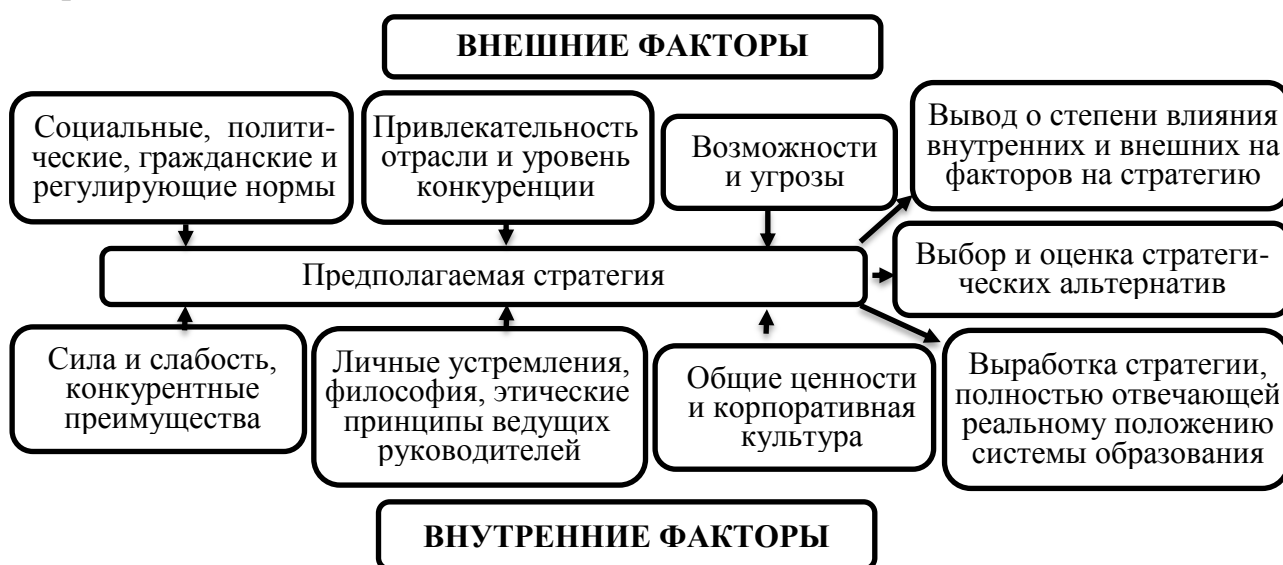 ВНЕШНИЕ ФАКТОРЫ
Социальные, полити-
ческие, гражданские и
регулирующие нормы
Привлекательность
отрасли и уровень
конкуренции
Возможности
и угрозы
Вывод о степени влияния
внутренних и внешних на
факторов на стратегию
Предполагаемая стратегия
Выбор и оценка стратеги-
ческих альтернатив
Сила и слабость,
конкурентные
преимущества
Личные устремления,
философия, этические
принципы ведущих
руководителей
Общие ценности
и корпоративная
культура
Выработка стратегии,
полностью отвечающей
реальному положению
системы образования
ВНУТРЕННИЕ ФАКТОРЫ